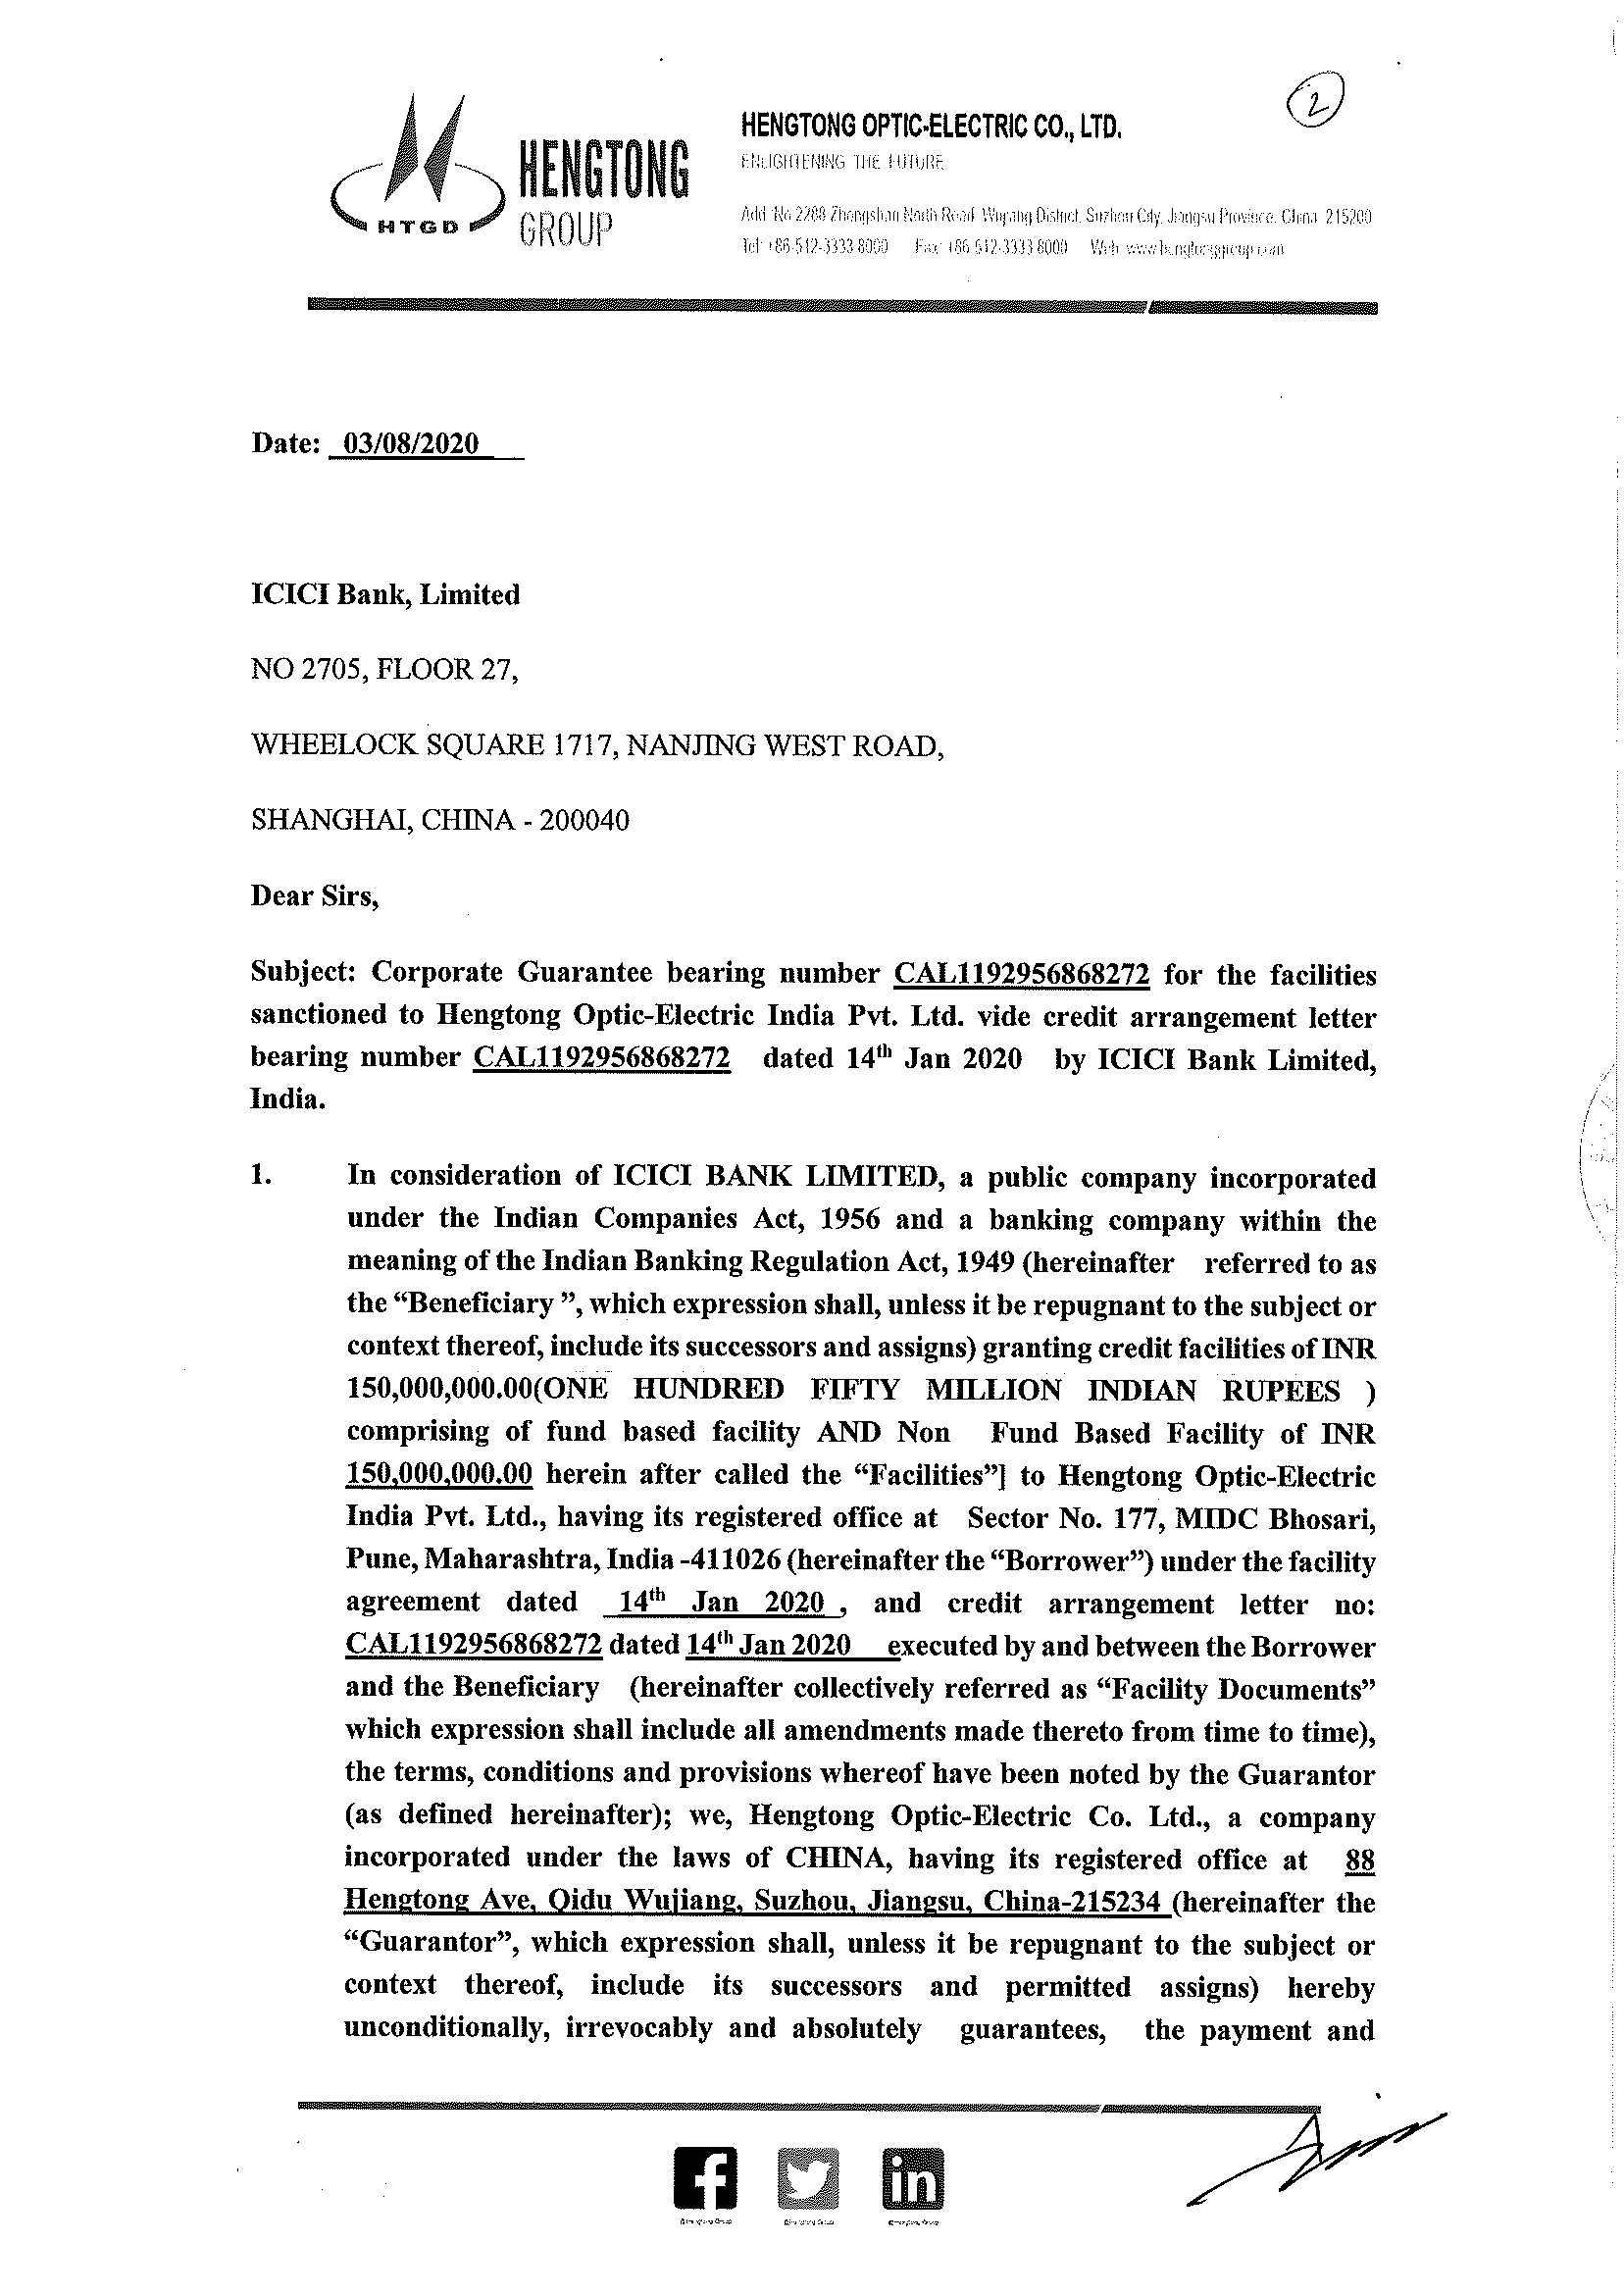 2
HENGTONG
GROUP
HTGD
HENGTONG OPTIC-ELECTRIC CO., LTD.
ENLIGHTENING THE FUTURE
Add: No.2288 Zhongshan North Road, Wujiang District, Suzhou City, Jiangsu Province, China 215200
Tel: +86-512-3333 8000 Fax: +86 512-3333 8000 Web: www.hengtonggroup.com
Date: 03/08/2020
ICICI Bank, Limited
NO 2705, FLOOR 27,
WHEELOCK SQUARE 1717, NANJING WEST ROAD,
SHANGHAI, CHINA - 200040
Dear Sirs,
Subject: Corporate Guarantee bearing number CAL1192956868272 for the facilities
sanctioned to Hengtong Optic-Electric India Pvt. Ltd. vide credit arrangement letter
bearing number CAL1192956868272 dated 14th Jan 2020 by ICICI Bank Limited,
India.
1. In consideration of ICICI BANK LIMITED, a public company incorporated
under the Indian Companies Act, 1956 and a banking company within the
meaning of the Indian Banking Regulation Act, 1949 (hereinafter referred to as
the “Beneficiary ”, which expression shall, unless it be repugnant to the subject or
context thereof, include its successors and assigns) granting credit facilities of INR
150,000,000.00(ONE HUNDRED FIFTY MILLION INDIAN RUPEES )
comprising of fund based facility AND Non Fund Based Facility of INR
150,000,000.00 herein after called the “Facilities”] to Hengtong Optic-Electric
India Pvt. Ltd., having its registered office at Sector No. 177, MIDC Bhosari,
Pune, Maharashtra, India -411026 (hereinafter the “Borrower”) under the facility
agreement dated 14th Jan 2020 , and credit arrangement letter no:
CAL1192956868272 dated 14th Jan 2020 executed by and between the Borrower
and the Beneficiary (hereinafter collectively referred as “Facility Documents”
which expression shall include all amendments made thereto from time to time),
the terms, conditions and provisions whereof have been noted by the Guarantor
(as defined hereinafter); we, Hengtong Optic-Electric Co. Ltd., a company
incorporated under the laws of CHINA, having its registered office at 88
Hengtong Ave, Qidu Wujiang, Suzhou, Jiangsu, China-215234 (hereinafter the
“Guarantor”, which expression shall, unless it be repugnant to the subject or
context thereof, include its successors and permitted assigns) hereby
unconditionally, irrevocably and absolutely guarantees, the payment and